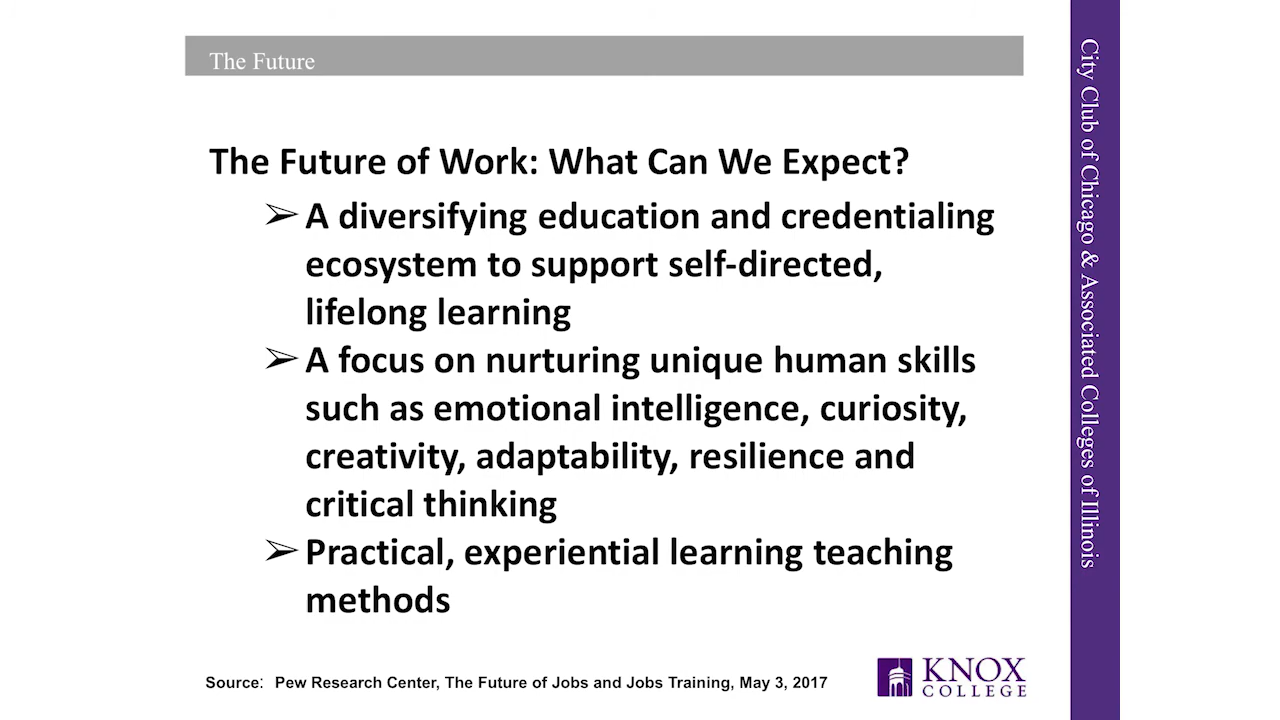 The Future
The Future of Work: What Can We Expect?
➢ A diversifying education and credentialing
ecosystem to support self-directed,
lifelong learning
➢ A focus on nurturing unique human skills
such as emotional intelligence, curiosity,
creativity, adaptability, resilience and
critical thinking
➢ Practical, experiential learning teaching
methods
Source: Pew Research Center, The Future of Jobs and Jobs Training, May 3, 2017
KNOX
COLLEGE
City Club of Chicago & Associated Colleges of Illinois